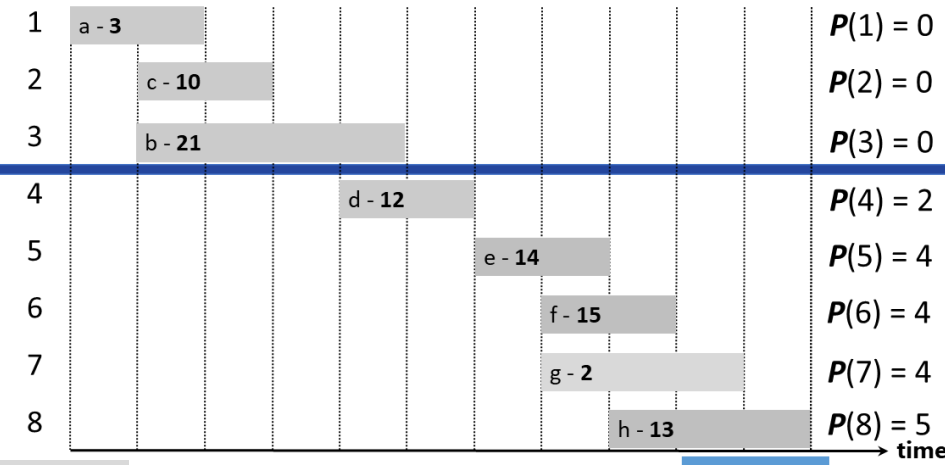 1 a - 3 P(1) = 0
2 c - 10 P(2) = 0
3 b - 21 P(3) = 0
4 d - 12 P(4) = 2
5 e - 14 P(5) = 4
6 f - 15 P(6) = 4
7 g - 2 P(7) = 4
8 h - 13 P(8) = 5
time